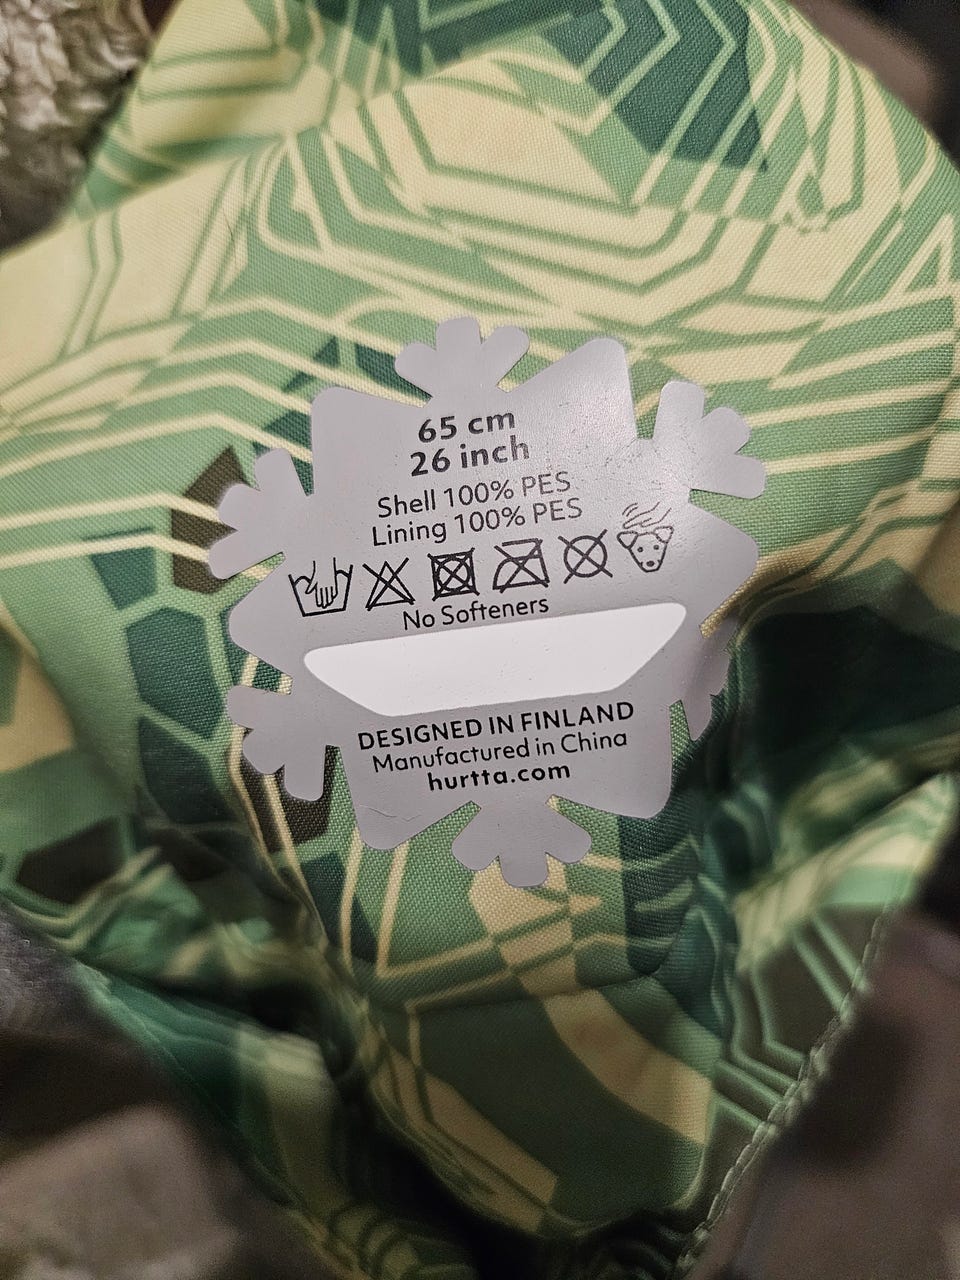 65 cm
26 inch
Shell 100% PES
Lining 100% PES
No Softeners
DESIGNED IN FINLAND
Manufactured in China
hurtta.com